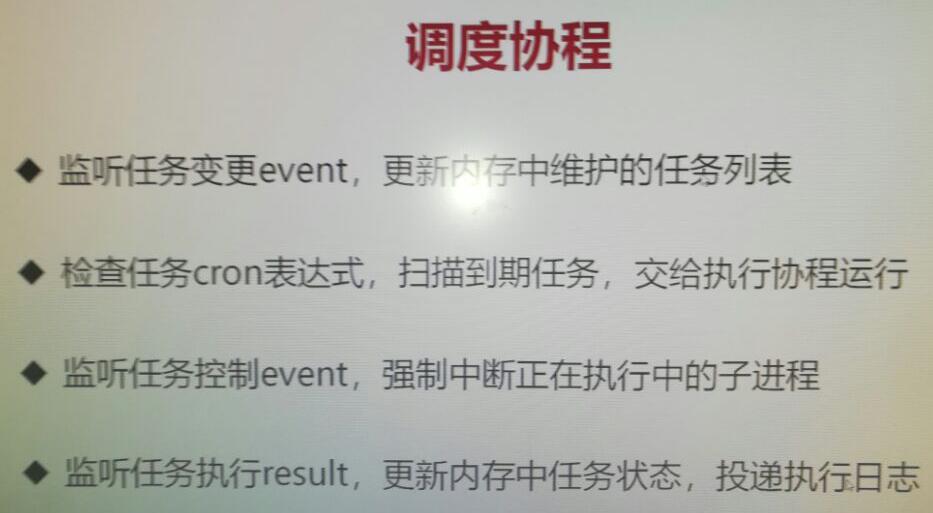 调度协程
◆ 监听任务变更event，更新内存中维护的任务列表
◆ 检查任务cron表达式，扫描到期任务，交给执行协程运行
◆ 监听任务控制event，强制中断正在执行中的子进程
◆ 监听任务执行result，更新内存中任务状态，投递执行日志